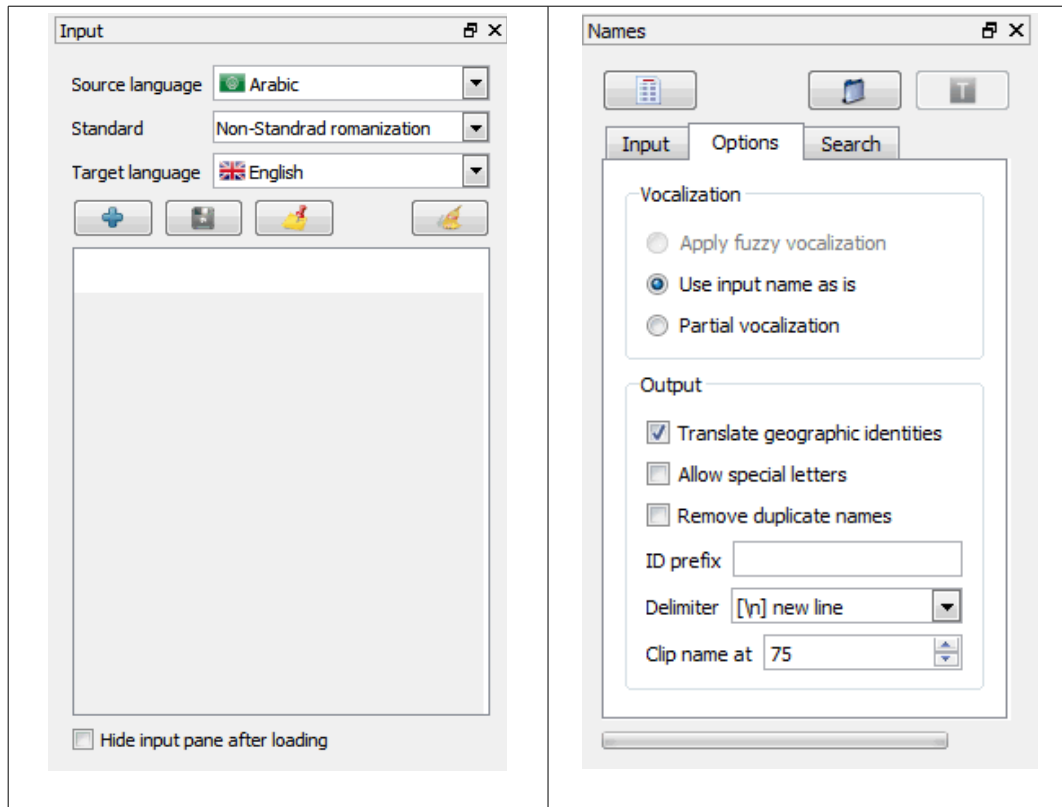 Input
Source language Arabic
Standard Non-Standrad romanization
Target language English
Hide input pane after loading
Names
T
Input Options Search
Vocalization
Apply fuzzy vocalization
Use input name as is
Partial vocalization
Output
Translate geographic identities
Allow special letters
Remove duplicate names
ID prefix
Delimiter [\n] new line
Clip name at 75